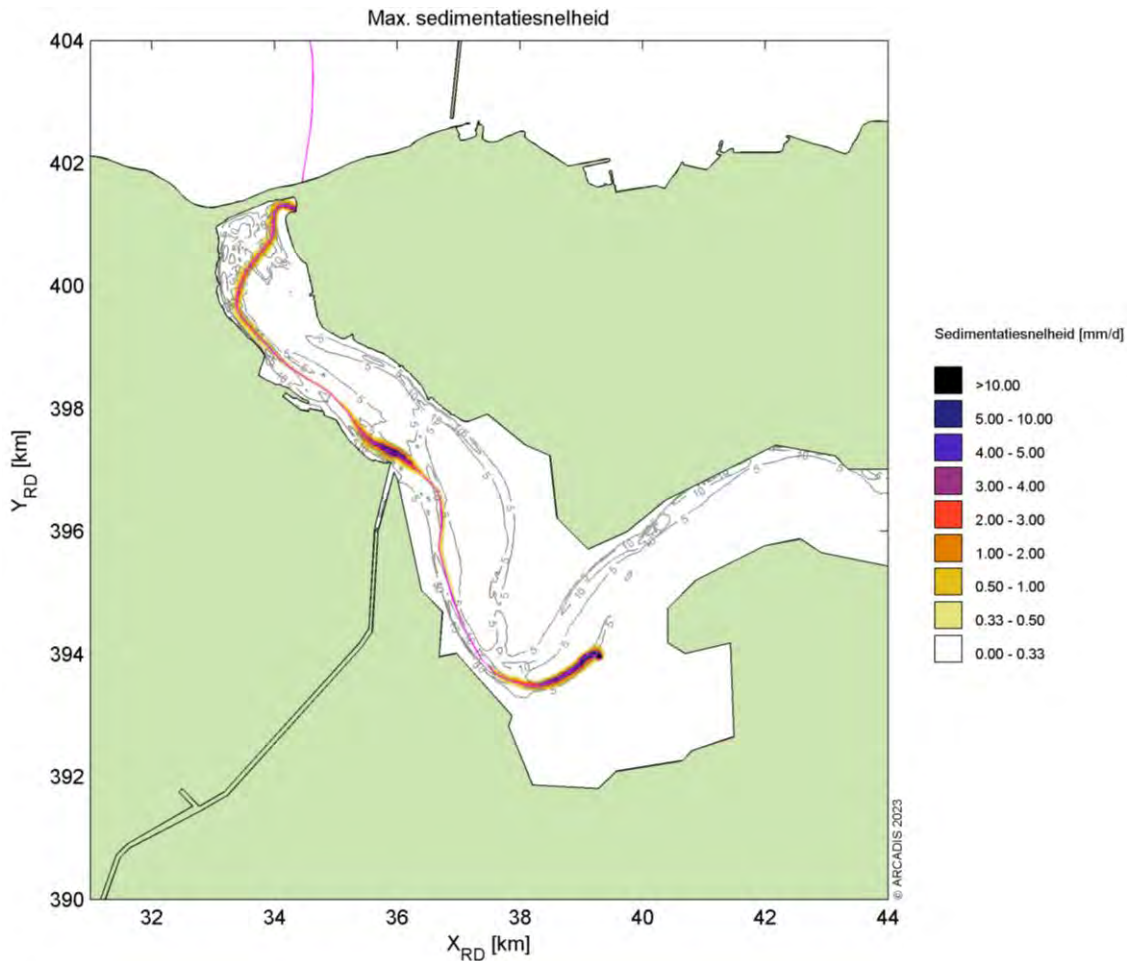 Max. sedimentatiesnelheid
404
402
400
398
396
394
392
390
Y_RD [km]
32
34
36
38
40
42
44
X_RD [km]
Sedimentatiesnelheid [mm/d]
>10.00
5.00 - 10.00
4.00 - 5.00
3.00 - 4.00
2.00 - 3.00
1.00 - 2.00
0.50 - 1.00
0.33 - 0.50
0.00 - 0.33
© ARCADIS 2023